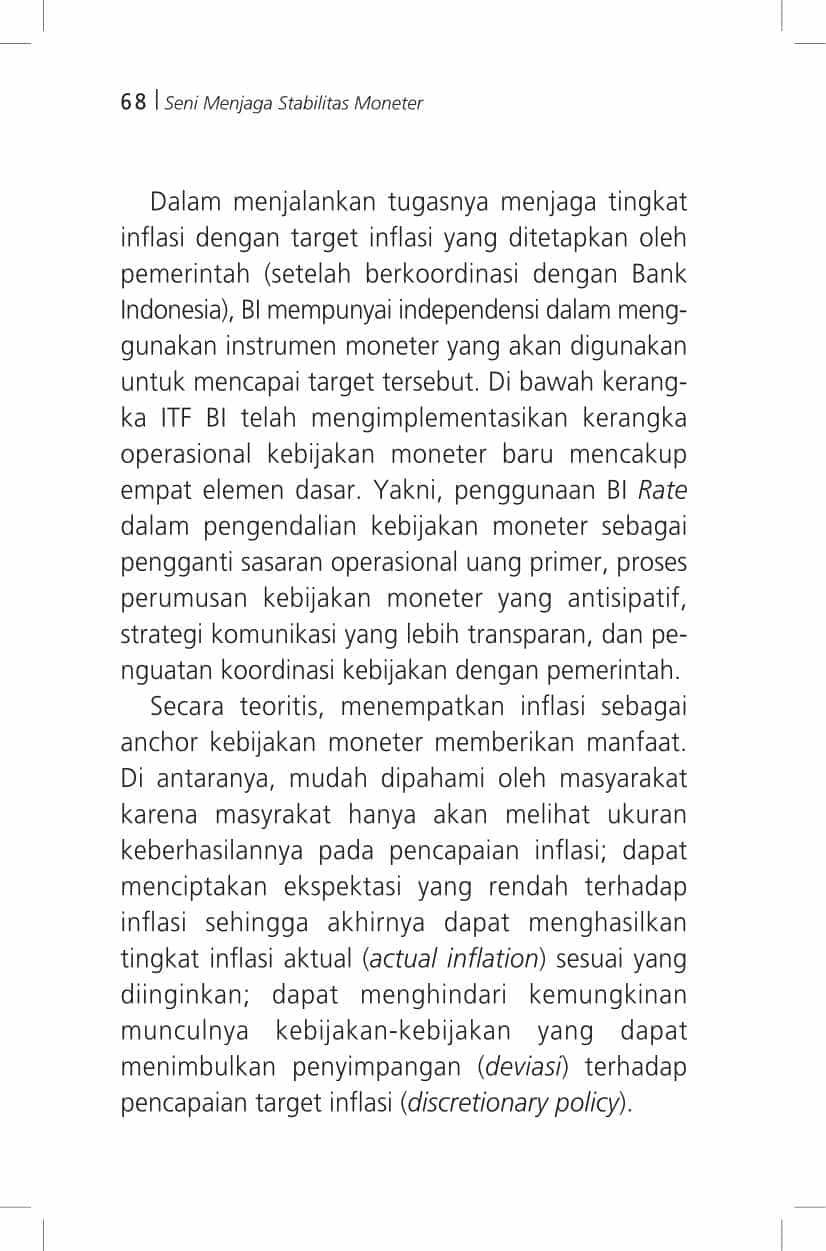 68 | Seni Menjaga Stabilitas Moneter
Dalam menjalankan tugasnya menjaga tingkat
inflasi dengan target inflasi yang ditetapkan oleh
pemerintah (setelah berkoordinasi dengan Bank
Indonesia), BI mempunyai independensi dalam meng-
gunakan instrumen moneter yang akan digunakan
untuk mencapai target tersebut. Di bawah kerang-
ka ITF BI telah mengimplementasikan kerangka
operasional kebijakan moneter baru mencakup
empat elemen dasar. Yakni, penggunaan BI Rate
dalam pengendalian kebijakan moneter sebagai
pengganti sasaran operasional uang primer, proses
perumusan kebijakan moneter yang antisipatif,
strategi komunikasi yang lebih transparan, dan pe-
nguatan koordinasi kebijakan dengan pemerintah.
Secara teoritis, menempatkan inflasi sebagai
anchor kebijakan moneter memberikan manfaat.
Di antaranya, mudah dipahami oleh masyarakat
karena masyrakat hanya akan melihat ukuran
keberhasilannya pada pencapaian inflasi; dapat
menciptakan ekspektasi yang rendah terhadap
inflasi sehingga akhirnya dapat menghasilkan
tingkat inflasi aktual (actual inflation) sesuai yang
diinginkan; dapat menghindari kemungkinan
munculnya kebijakan-kebijakan yang dapat
menimbulkan penyimpangan (deviasi) terhadap
pencapaian target inflasi (discretionary policy).